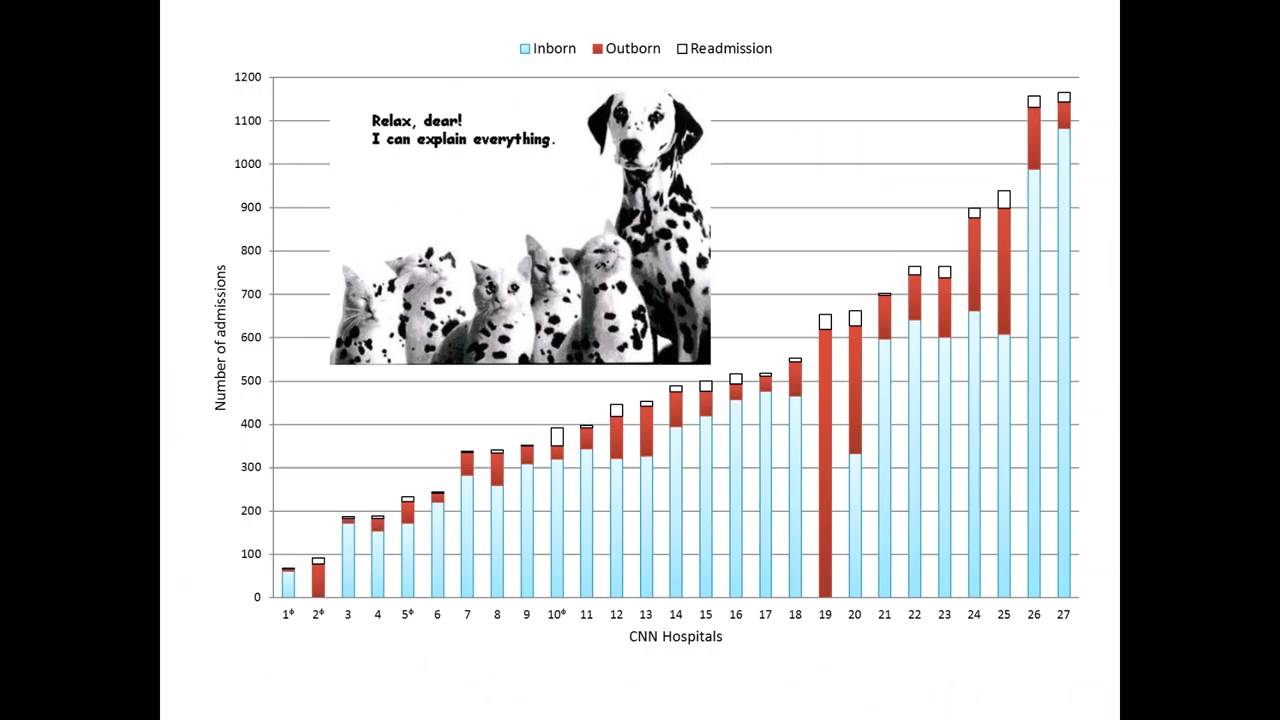 Inborn Outborn Readmission
1200
1100
1000
900
800
700
600
500
400
300
200
100
0
Number of admissions
Relax, dear!
I can explain everything.
1ᶲ 2ᶲ 3 4 5ᶲ 6 7 8 9 10ᶲ 11 12 13 14 15 16 17 18 19 20 21 22 23 24 25 26 27
CNN Hospitals